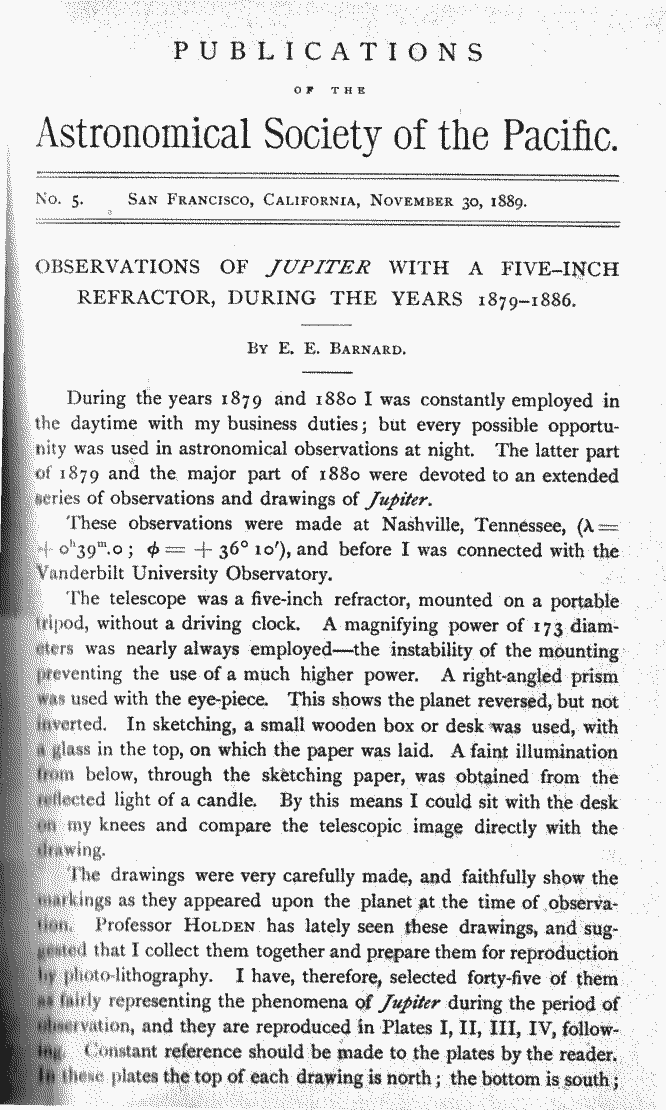 PUBLICATIONS
OF THE
Astronomical Society of the Pacific.
No. 5. San Francisco, California, November 30, 1889.
OBSERVATIONS OF JUPITER WITH A FIVE-INCH
REFRACTOR, DURING THE YEARS 1879–1886.
By E. E. Barnard.
During the years 1879 and 1880 I was constantly employed in
the daytime with my business duties; but every possible opportu-
nity was used in astronomical observations at night. The latter part
of 1879 and the major part of 1880 were devoted to an extended
series of observations and drawings of Jupiter.
These observations were made at Nashville, Tennessee, (λ =
+ 0ʰ39ᵐ.0; ϕ = + 36° 10′), and before I was connected with the
Vanderbilt University Observatory.
The telescope was a five-inch refractor, mounted on a portable
tripod, without a driving clock. A magnifying power of 173 diam-
eters was nearly always employed—the instability of the mounting
preventing the use of a much higher power. A right-angled prism
was used with the eye-piece. This shows the planet reversed, but not
inverted. In sketching, a small wooden box or desk was used, with
a glass in the top, on which the paper was laid. A faint illumination
from below, through the sketching paper, was obtained from the
reflected light of a candle. By this means I could sit with the desk
on my knees and compare the telescopic image directly with the
drawing.
The drawings were very carefully made, and faithfully show the
markings as they appeared upon the planet at the time of observa-
tion. Professor Holden has lately seen these drawings, and sug-
gested that I collect them together and prepare them for reproduction
by photo-lithography. I have, therefore, selected forty-five of them
as fairly representing the phenomena of Jupiter during the period of
observation, and they are reproduced in Plates I, II, III, IV, follow-
ing. Constant reference should be made to the plates by the reader.
In these plates the top of each drawing is north; the bottom is south;